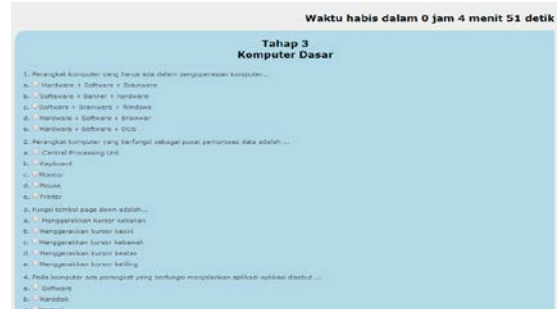 Waktu habis dalam 0 jam 4 menit 51 detik
Tahap 3
Komputer Dasar
1. Perangkat komputer yang harus ada dalam pengoperasian komputer...
a. Hardware + Software + Brainware
b. Software + Banner + hardware
c. Software + Brainware + Windows
d. Hardware + Software + Brainwar
e. Hardware + Software + DOS
2. Perangkat komputer yang berfungsi sebagai pusat pemproses data adalah ...
a. Central Processing Unit
b. Keyboard
c. Monitor
d. Mouse
e. Printer
3. Fungsi tombol page down adalah...
a. Menggerakkan kursor kekanan
b. Menggerakkan kursor kekiri
c. Menggerakkan kursor kebawah
d. Menggerakkan kursor keatas
e. Menggerakkan kursor keliling
4. Pada komputer ada perangkat yang berfungsi menjalankan aplikasi aplikasi disebut ...
a. Software
b. Harddisk